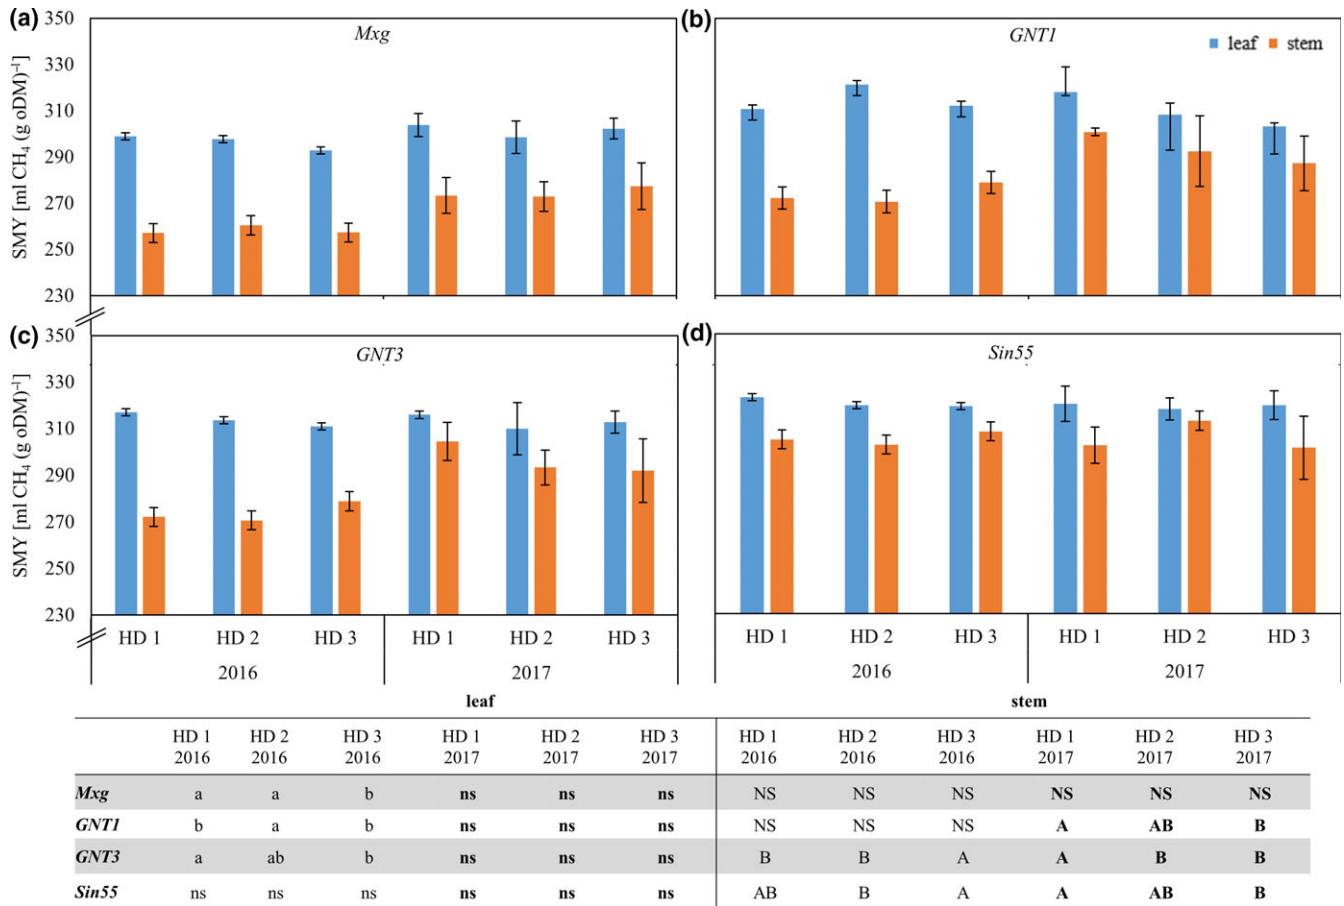 (a)
Mxg
SMY [ml CH₄ (g oDM)⁻¹]
350
330
310
290
270
250
230
(b)
GNT1
leaf stem
(c)
GNT3
SMY [ml CH₄ (g oDM)⁻¹]
350
330
310
290
270
250
230
HD 1 HD 2 HD 3 HD 1 HD 2 HD 3
2016 2017
(d)
Sin55
HD 1 HD 2 HD 3 HD 1 HD 2 HD 3
2016 2017
leaf stem
HD 1 HD 2 HD 3 HD 1 HD 2 HD 3 HD 1 HD 2 HD 3 HD 1 HD 2 HD 3
2016 2016 2016 2017 2017 2017 2016 2016 2016 2017 2017 2017
Mxg a a b ns ns ns NS NS NS NS NS NS
GNT1 b a b ns ns ns NS NS NS A AB B
GNT3 a ab b ns ns ns B B A A B B
Sin55 ns ns ns ns ns ns AB B A A AB B